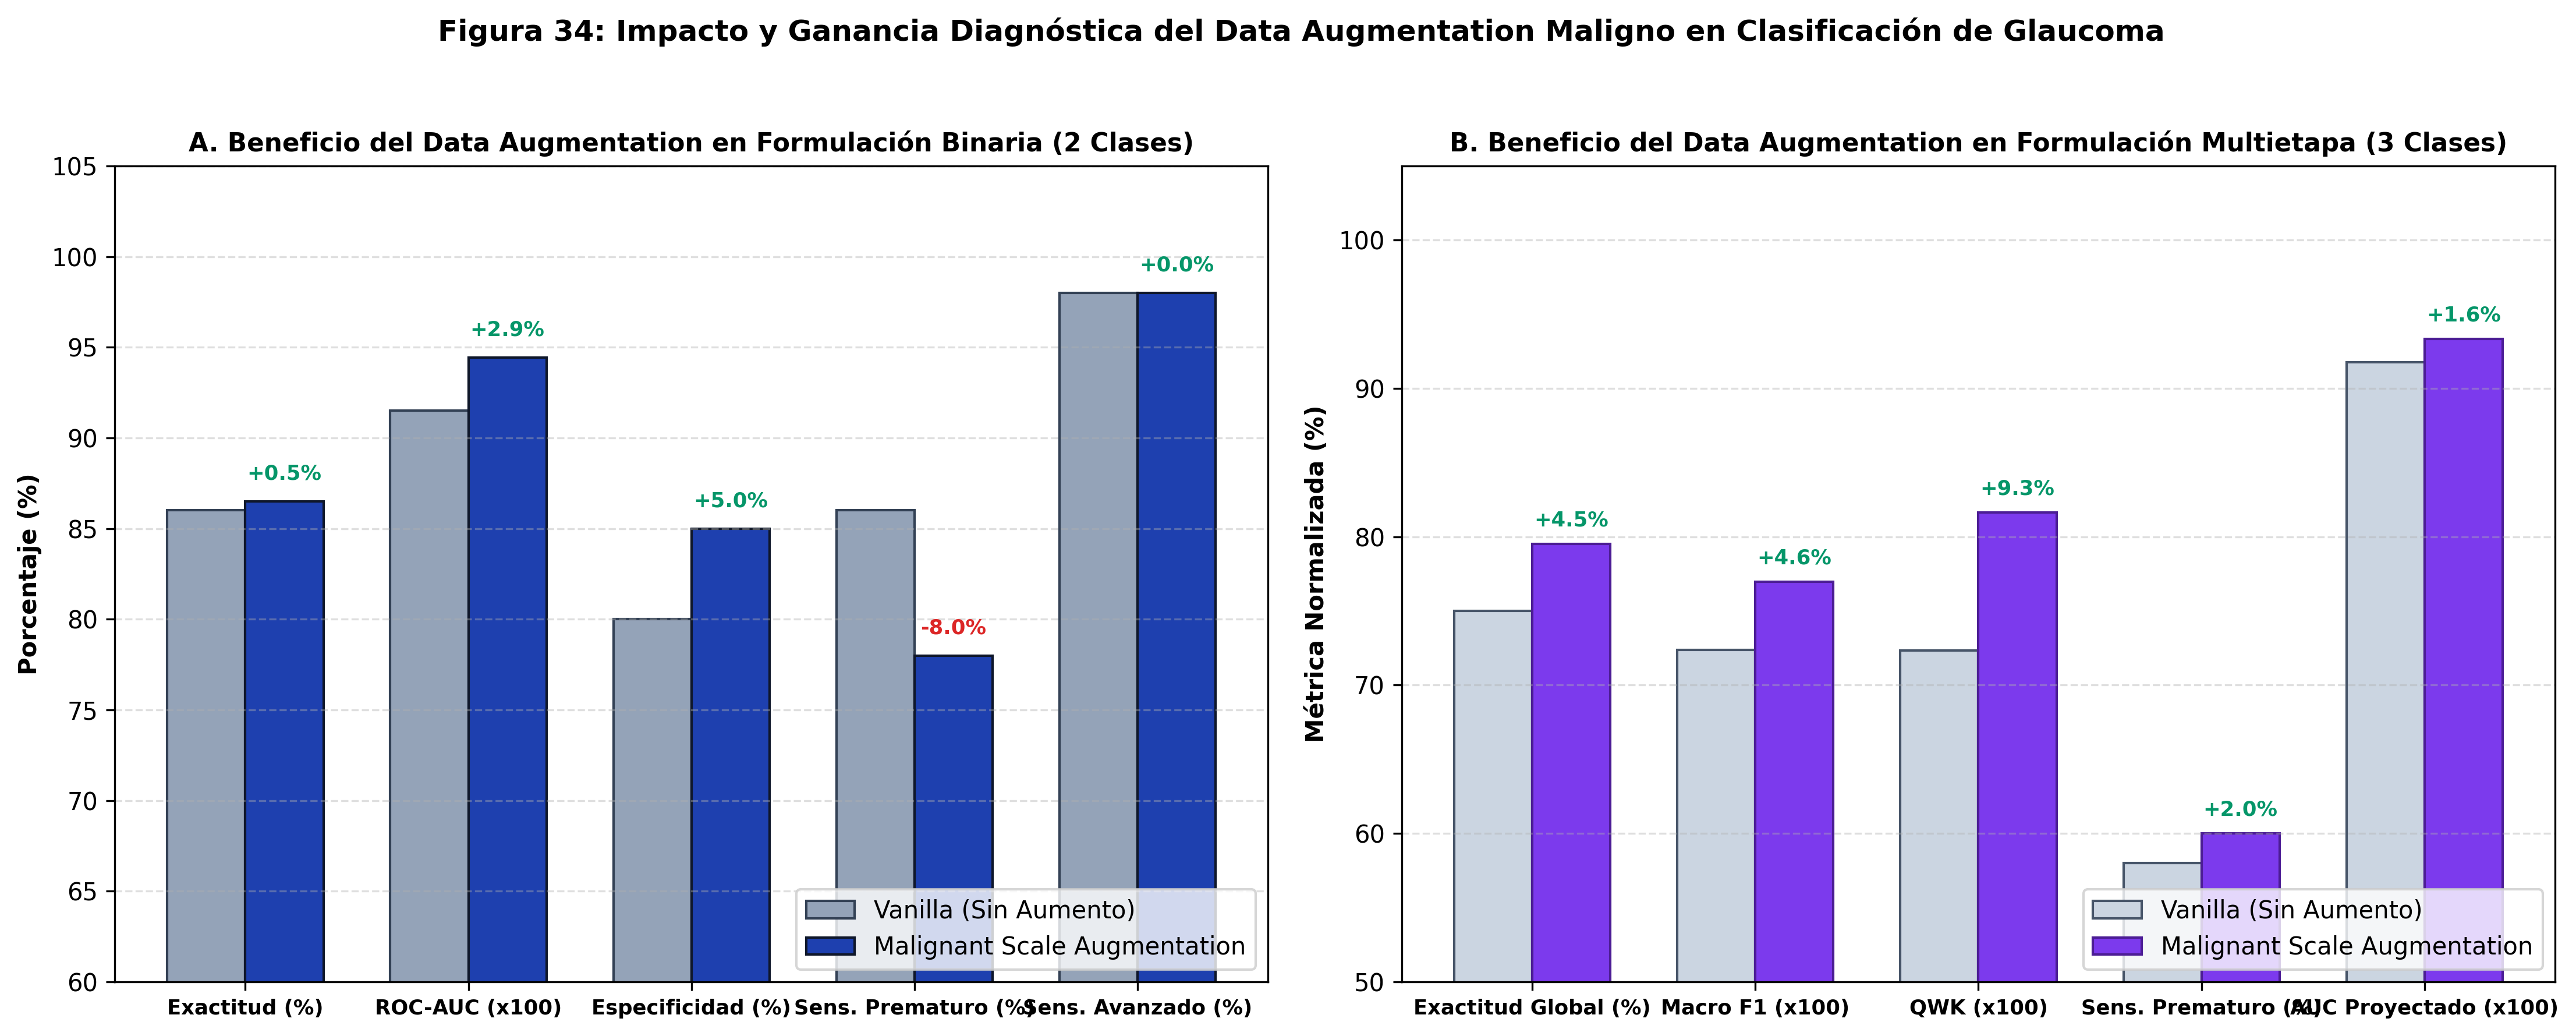 Figura 34: Impacto y Ganancia Diagnóstica del Data Augmentation Maligno en Clasificación de Glaucoma
A. Beneficio del Data Augmentation en Formulación Binaria (2 Clases)
Porcentaje (%)
105
100
95
90
85
80
75
70
65
60
+0.5%
+2.9%
+5.0%
-8.0%
+0.0%
Vanilla (Sin Aumento)
Malignant Scale Augmentation
Exactitud (%)
ROC-AUC (x100)
Especificidad (%)
Sens. Prematuro (%)
Sens. Avanzado (%)
B. Beneficio del Data Augmentation en Formulación Multietapa (3 Clases)
Métrica Normalizada (%)
100
90
80
70
60
50
+4.5%
+4.6%
+9.3%
+2.0%
+1.6%
Vanilla (Sin Aumento)
Malignant Scale Augmentation
Exactitud Global (%)
Macro F1 (x100)
QWK (x100)
Sens. Prematuro (%)
AUC Proyectado (x100)